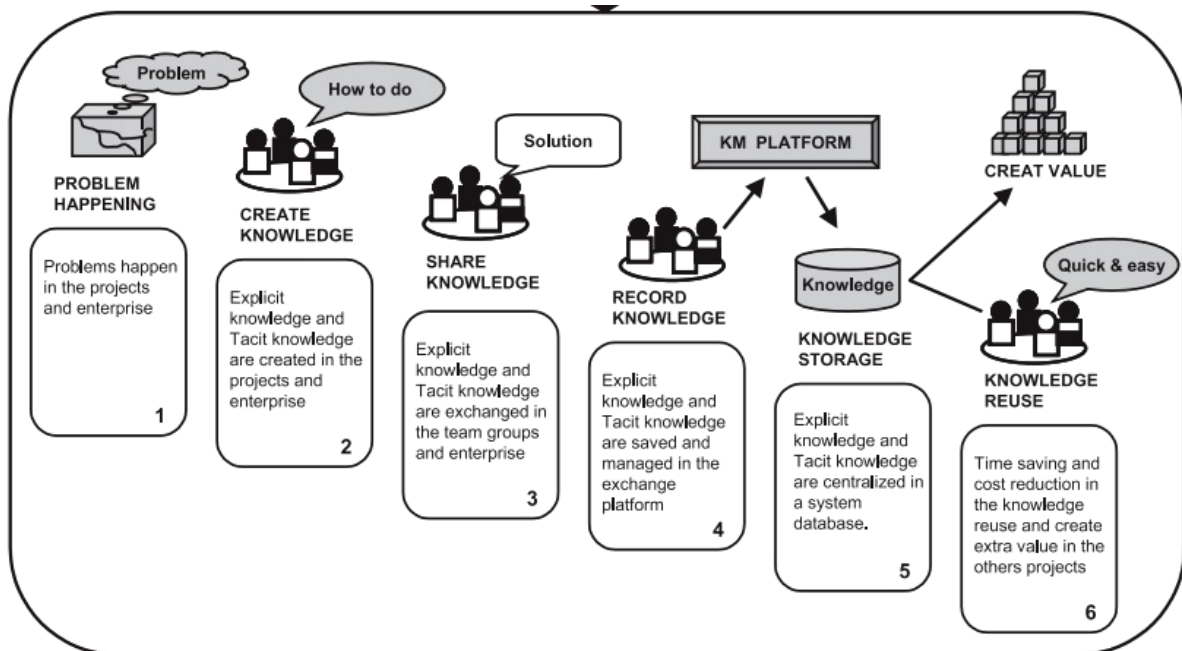 Problem
PROBLEM
HAPPENING
Problems happen
in the projects
and enterprise
1
How to do
CREATE
KNOWLEDGE
Explicit
knowledge and
Tacit knowledge
are created in the
projects and
enterprise
2
Solution
SHARE
KNOWLEDGE
Explicit
knowledge and
Tacit knowledge
are exchanged in
the team groups
and enterprise
3
RECORD
KNOWLEDGE
Explicit
knowledge and
Tacit knowledge
are saved and
managed in the
exchange
platform
4
KM PLATFORM
Knowledge
KNOWLEDGE
STORAGE
Explicit
knowledge and
Tacit knowledge
are centralized in
a system
database.
5
CREAT VALUE
Quick & easy
KNOWLEDGE
REUSE
Time saving and
cost reduction in
the knowledge
reuse and create
extra value in the
others projects
6